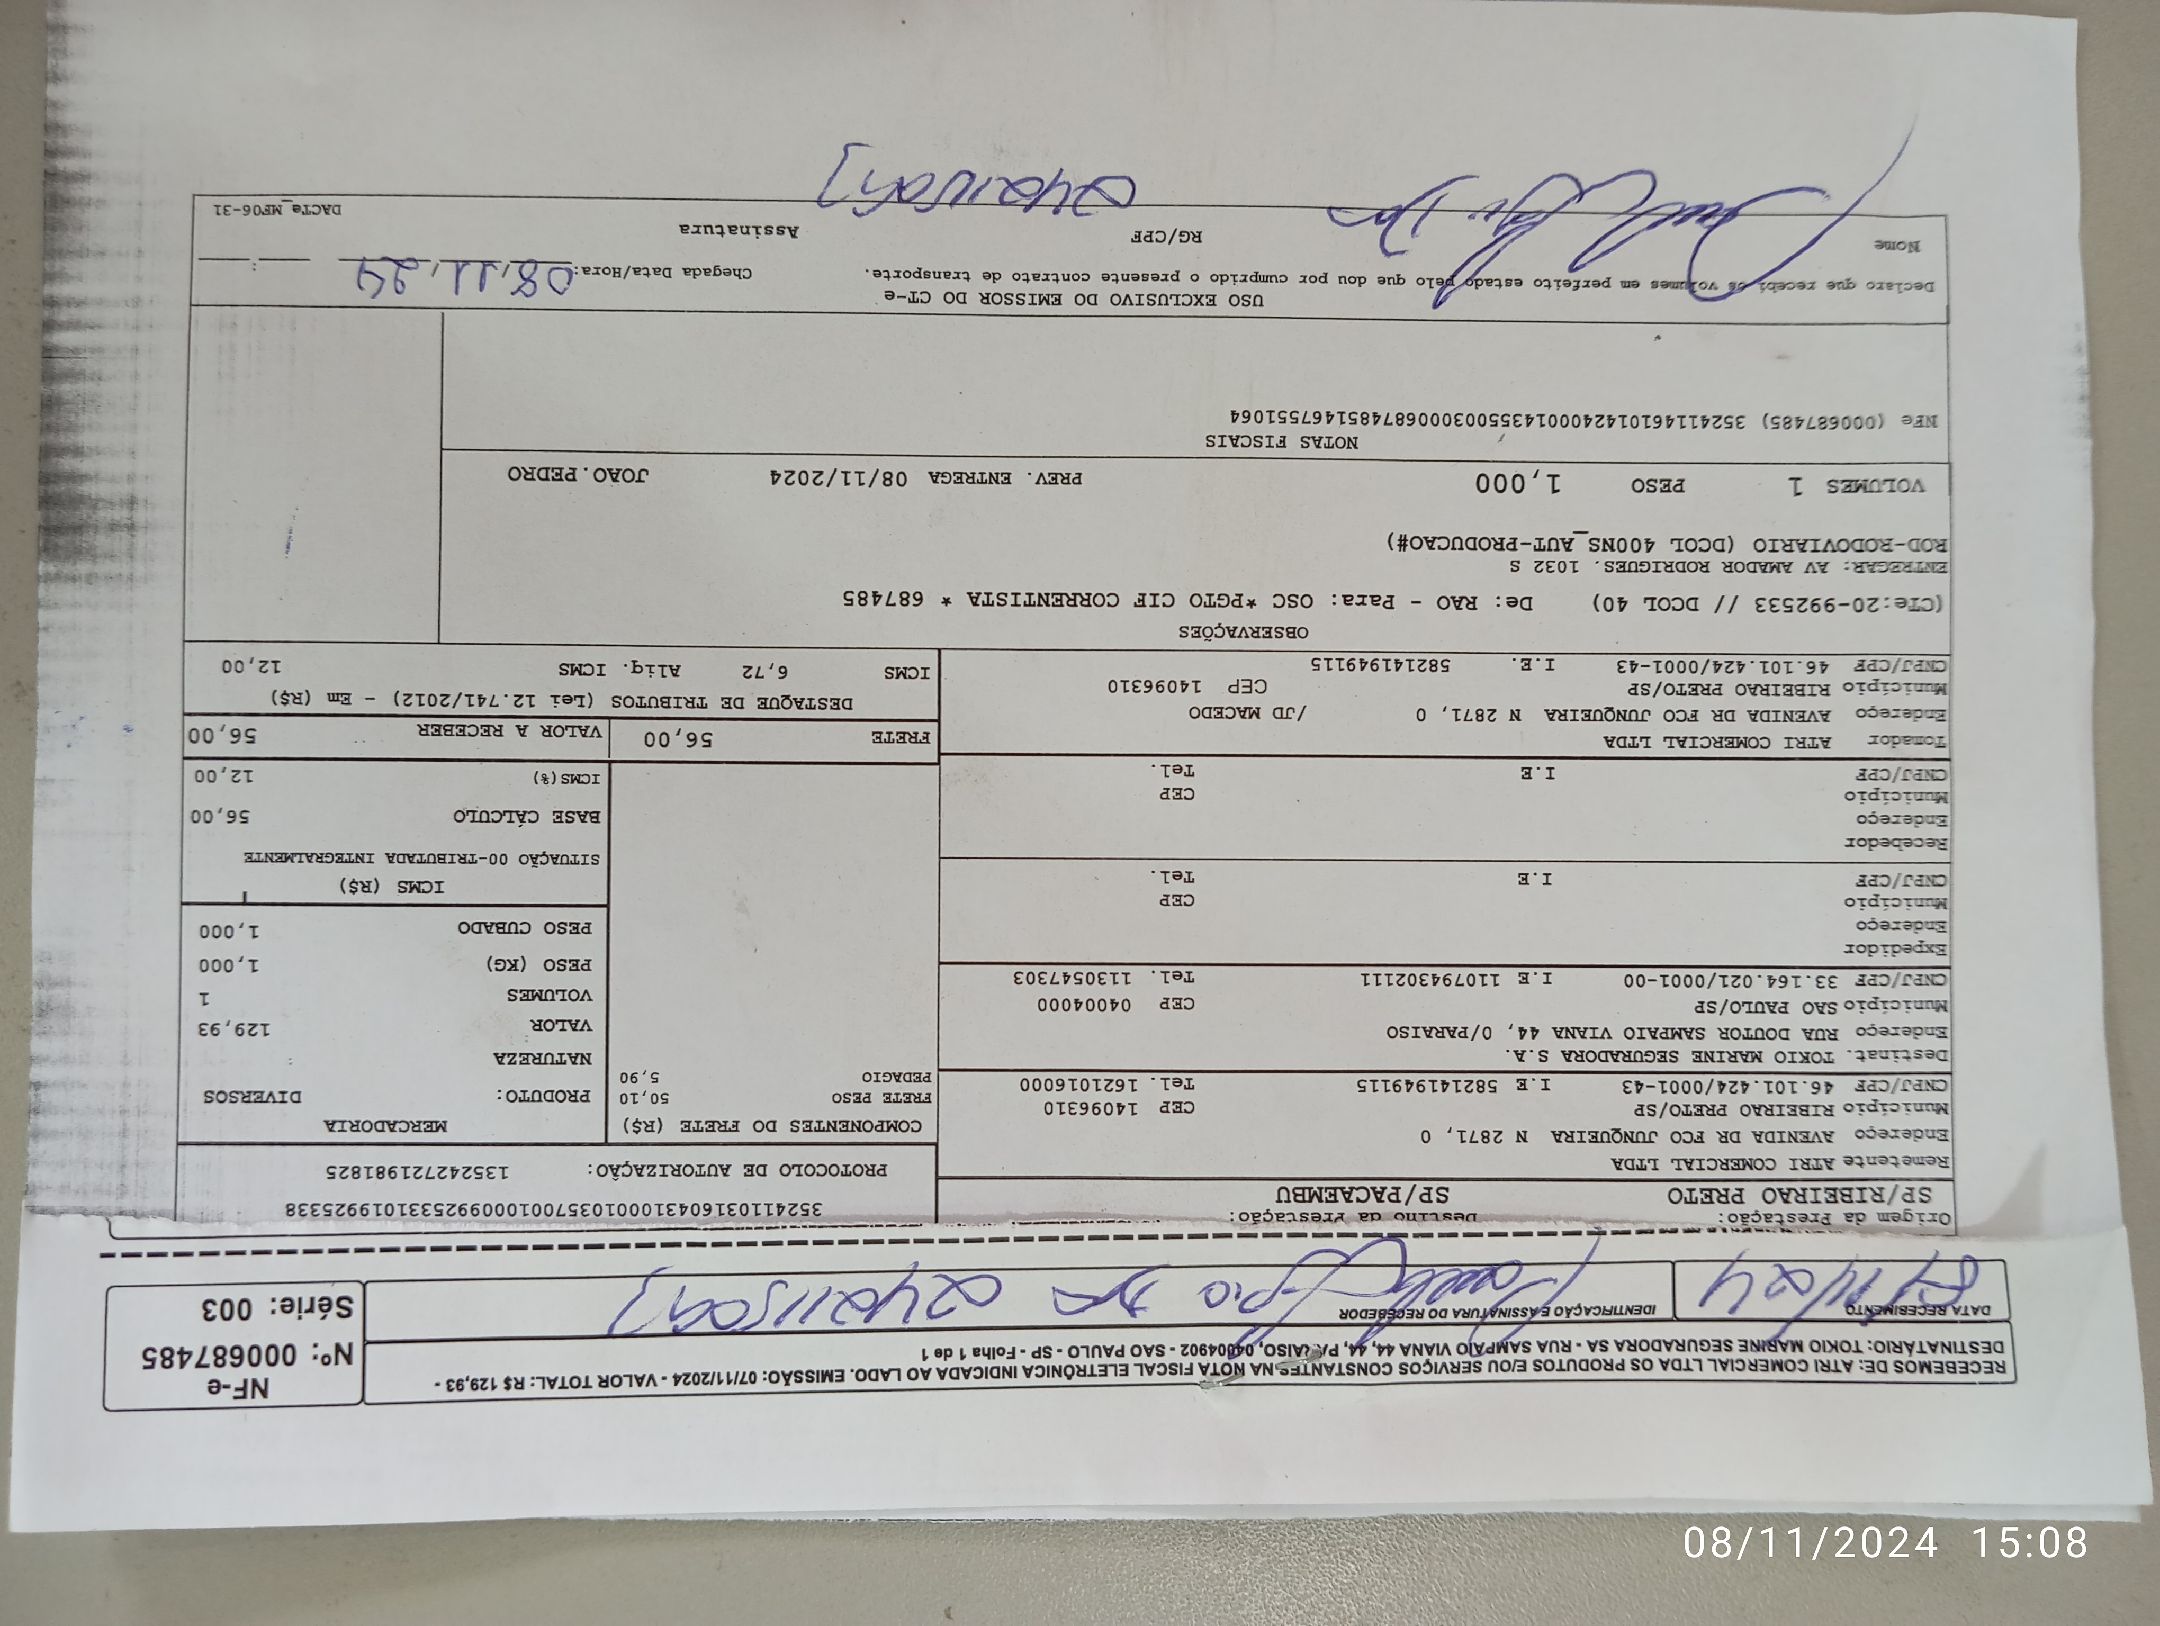 RECEBEMOS DE: ATRI COMERCIAL LTDA OS PRODUTOS E/OU SERVIÇOS CONSTANTES NA NOTA FISCAL ELETRÔNICA INDICADA AO LADO. EMISSÃO: 07/11/2024 - VALOR TOTAL: R$ 129,93 -
DESTINATÁRIO: TOKIO MARINE SEGURADORA SA - RUA SAMPAIO VIANA 44, 44, PARAISO, 04004902 - SAO PAULO - SP - Folha 1 de 1
NF-e
Nº: 000687485
Série: 003
DATA RECEBIMENTO
IDENTIFICAÇÃO E ASSINATURA DO RECEBEDOR
Origem da Prestação: Destino da Prestação:
SP/RIBEIRAO PRETO SP/PACAEMBU
35241103160431000103570010009925331019925338
PROTOCOLO DE AUTORIZAÇÃO: 135242721981825
Remetente ATRI COMERCIAL LTDA
Endereço AVENIDA DR FCO JUNQUEIRA N 2871, 0
Município RIBEIRAO PRETO/SP CEP 14096310
CNPJ/CPF 46.101.424/0001-43 I.E 582141949115 Tel. 1621016000
Destinat. TOKIO MARINE SEGURADORA S.A.
Endereço RUA DOUTOR SAMPAIO VIANA 44, 0/PARAISO
Município SAO PAULO/SP CEP 04004000
CNPJ/CPF 33.164.021/0001-00 I.E 110794302111 Tel. 1130547303
Expedidor
Endereço
Município CEP
CNPJ/CPF I.E Tel.
Recebedor
Endereço
Município CEP
CNPJ/CPF I.E Tel.
Tomador ATRI COMERCIAL LTDA
Endereço AVENIDA DR FCO JUNQUEIRA N 2871, 0 /JD MACEDO
Município RIBEIRAO PRETO/SP CEP 14096310
CNPJ/CPF 46.101.424/0001-43 I.E. 582141949115
COMPONENTES DO FRETE (R$)
FRETE PESO 50,10
PEDAGIO 5,90
MERCADORIA
PRODUTO: DIVERSOS
NATUREZA :
VALOR 129,93
VOLUMES 1
PESO (KG) 1,000
PESO CUBADO 1,000
ICMS (R$)
SITUAÇÃO 00-TRIBUTADA INTEGRALMENTE
BASE CÁLCULO 56,00
ICMS(%) 12,00
FRETE 56,00 VALOR A RECEBER 56,00
DESTAQUE DE TRIBUTOS (Lei 12.741/2012) - Em (R$)
ICMS 6,72 Aliq. ICMS 12,00
OBSERVAÇÕES
(CTe:20-992533 // DCOL 40) De: RAO - Para: OSC *PGTO CIF CORRENTISTA * 687485
ENTREGAR: AV AMADOR RODRIGUES. 1032 S
ROD-RODOVIARIO (DCOL 400NS_AUT-PRODUCAO#)
VOLUMES 1 PESO 1,000 PREV. ENTREGA 08/11/2024 JOAO.PEDRO
NOTAS FISCAIS
NFe (000687485) 35241146101424000143550030000687485146755106​4
USO EXCLUSIVO DO EMISSOR DO CT-e
Declaro que recebi os volumes em perfeito estado pelo que dou por cumprido o presente contrato de transporte. Chegada Data/Hora: 08,11,24 :
Nome RG/CPF Assinatura
DACTe_MF06-31
08/11/2024 15:08